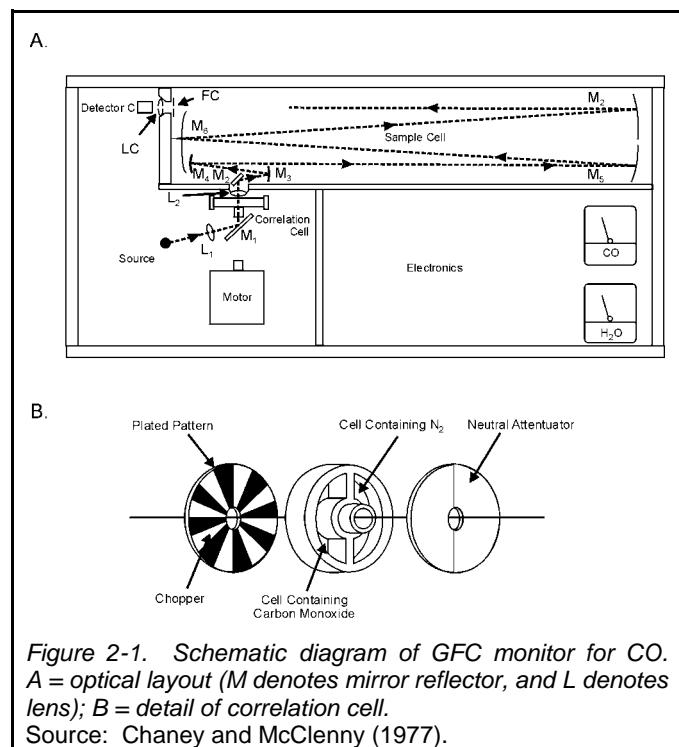 A.
Detector C
FC
LC
M2
M6
Sample Cell
M4
M2
M3
M5
L2
Correlation
Cell
M1
L1
Source
Motor
Electronics
CO
H2O
B.
Plated Pattern
Cell Containing N2
Neutral Attentuator
Chopper
Cell Containing
Carbon Monoxide
Figure 2-1. Schematic diagram of GFC monitor for CO.
A = optical layout (M denotes mirror reflector, and L denotes
lens); B = detail of correlation cell.
Source: Chaney and McClenny (1977).